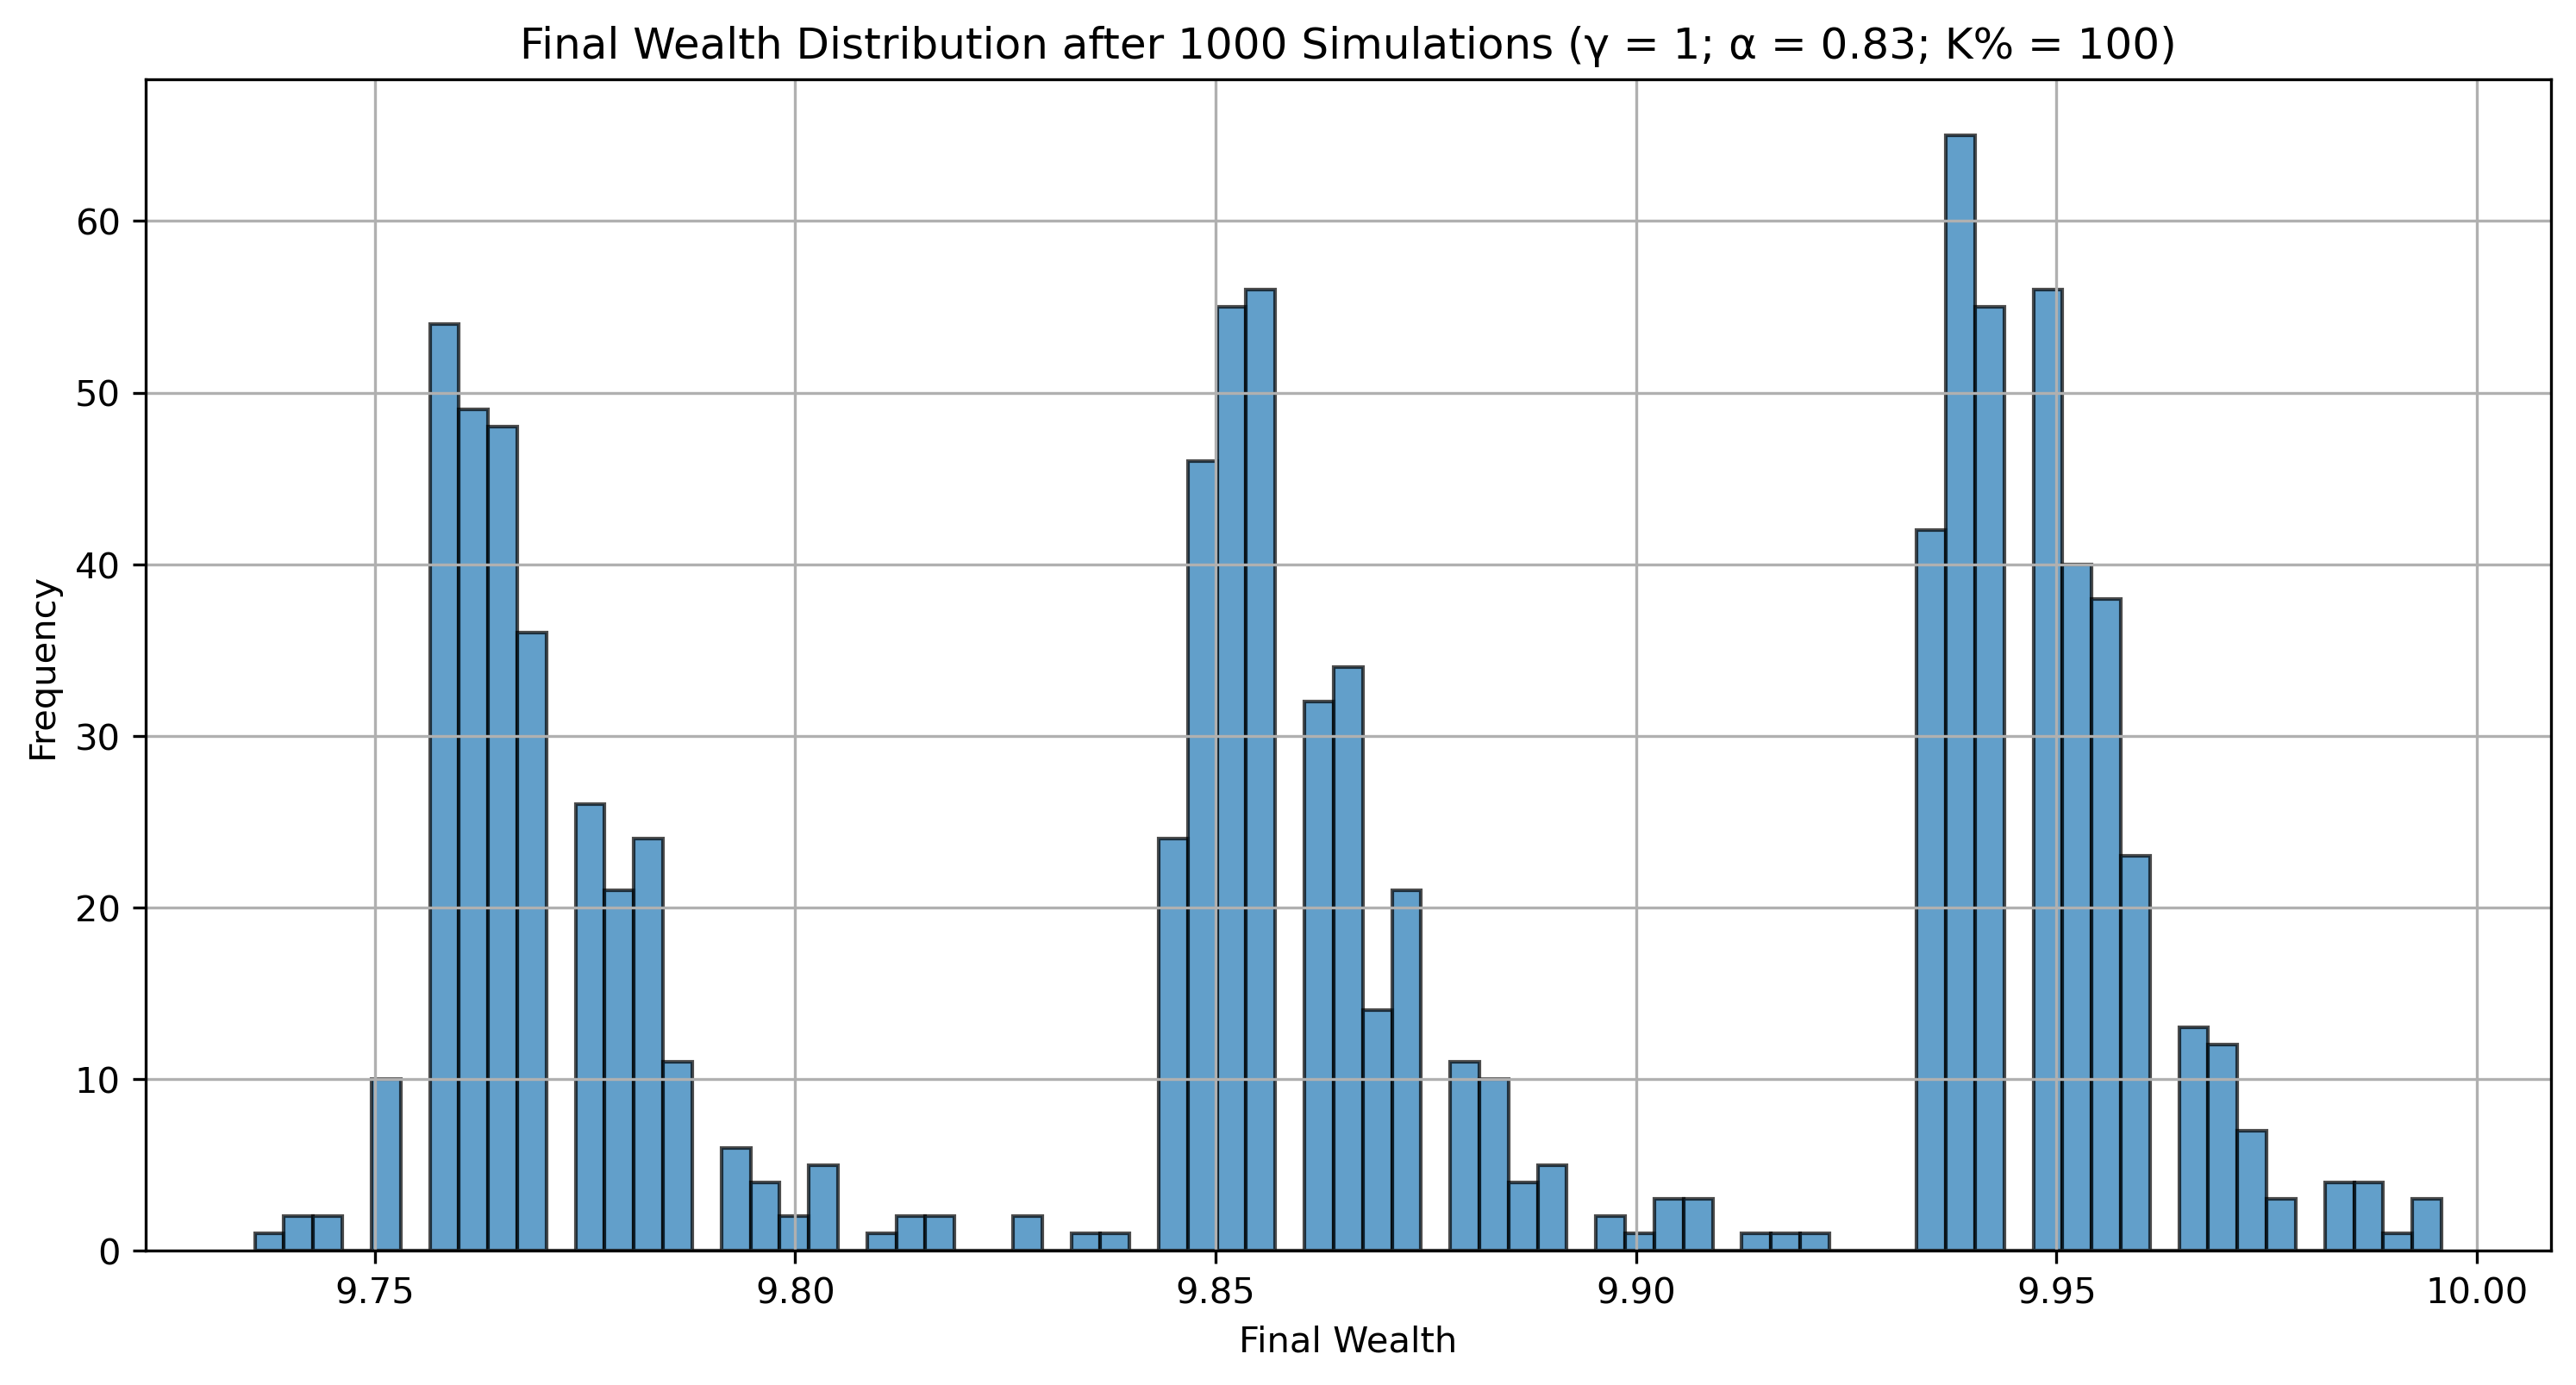 Final Wealth Distribution after 1000 Simulations (γ = 1; α = 0.83; K% = 100)
60
50
40
30
20
10
0
Frequency
9.75 9.80 9.85 9.90 9.95 10.00
Final Wealth